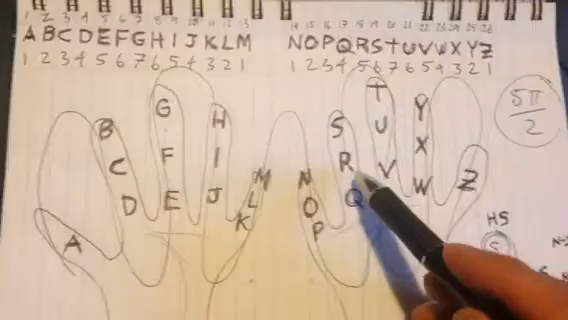 1 2 3 4 5 6 7 8 9 10 11 12 13 14 15 16 17 18 19 20 21 22 23 24 25 26
ABCDEFGHIJKLM NOPQRSTUVWXYZ
1 2 3 4 5 6 7 6 5 4 3 2 1 1 2 3 4 5 6 7 6 5 4 3 2 1
5π
2
G H T Y
B S U
C F I R X
M N V
A D E J L K O P Q W Z
HS
S